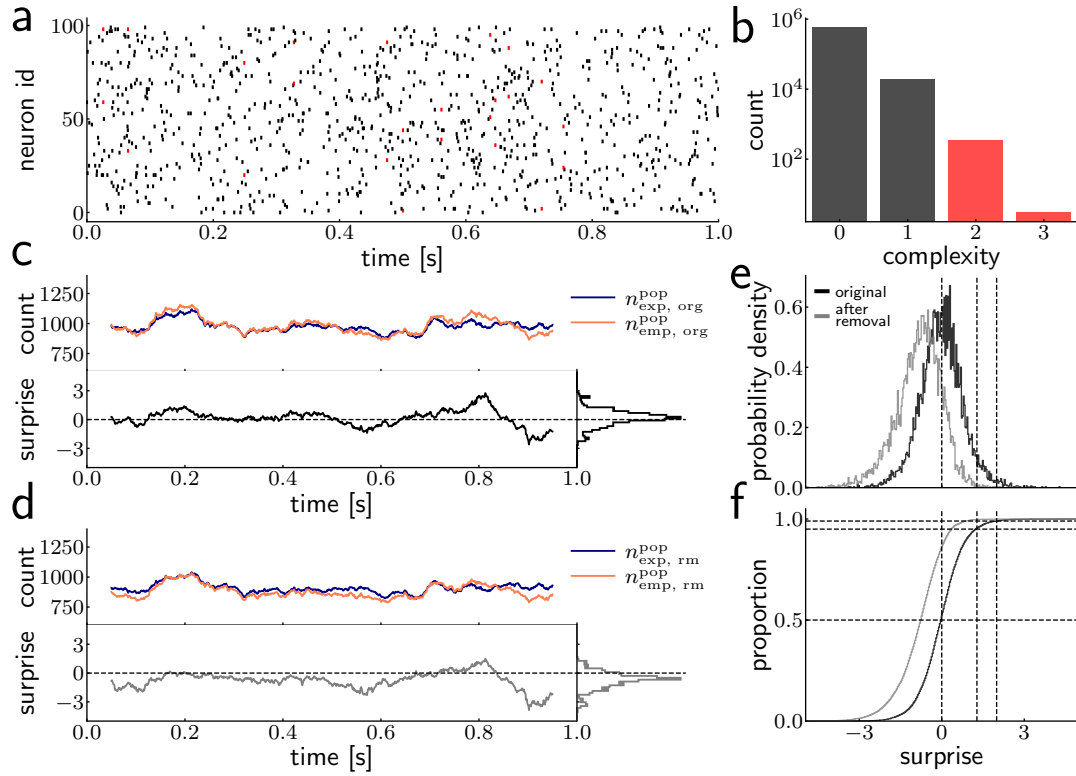 a
100
50
0
neuron id
0.0 0.2 0.4 0.6 0.8 1.0
time [s]
b
10^6
10^4
10^2
count
0 1 2 3
complexity
c
1250
1000
750
count
n^pop_exp, org
n^pop_emp, org
3
0
−3
surprise
0.0 0.2 0.4 0.6 0.8 1.0
time [s]
d
1250
1000
750
count
n^pop_exp, rm
n^pop_emp, rm
3
0
−3
surprise
0.0 0.2 0.4 0.6 0.8 1.0
time [s]
e
original
after
removal
0.6
0.4
0.2
0.0
probability density
f
1.0
0.5
0.0
proportion
−3 0 3
surprise